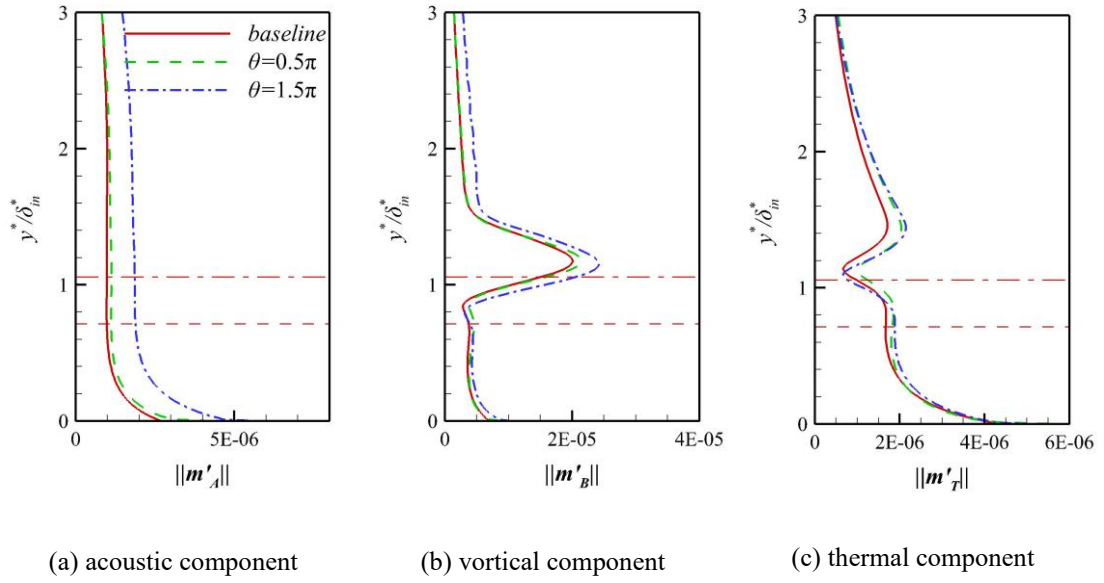 3
2
1
0
y*/δ*in
baseline
θ=0.5π
θ=1.5π
0
5E-06
||m'A||
(a) acoustic component
3
2
1
0
y*/δ*in
0
2E-05
4E-05
||m'B||
(b) vortical component
3
2
1
0
y*/δ*in
0
2E-06
4E-06
6E-06
||m'T||
(c) thermal component